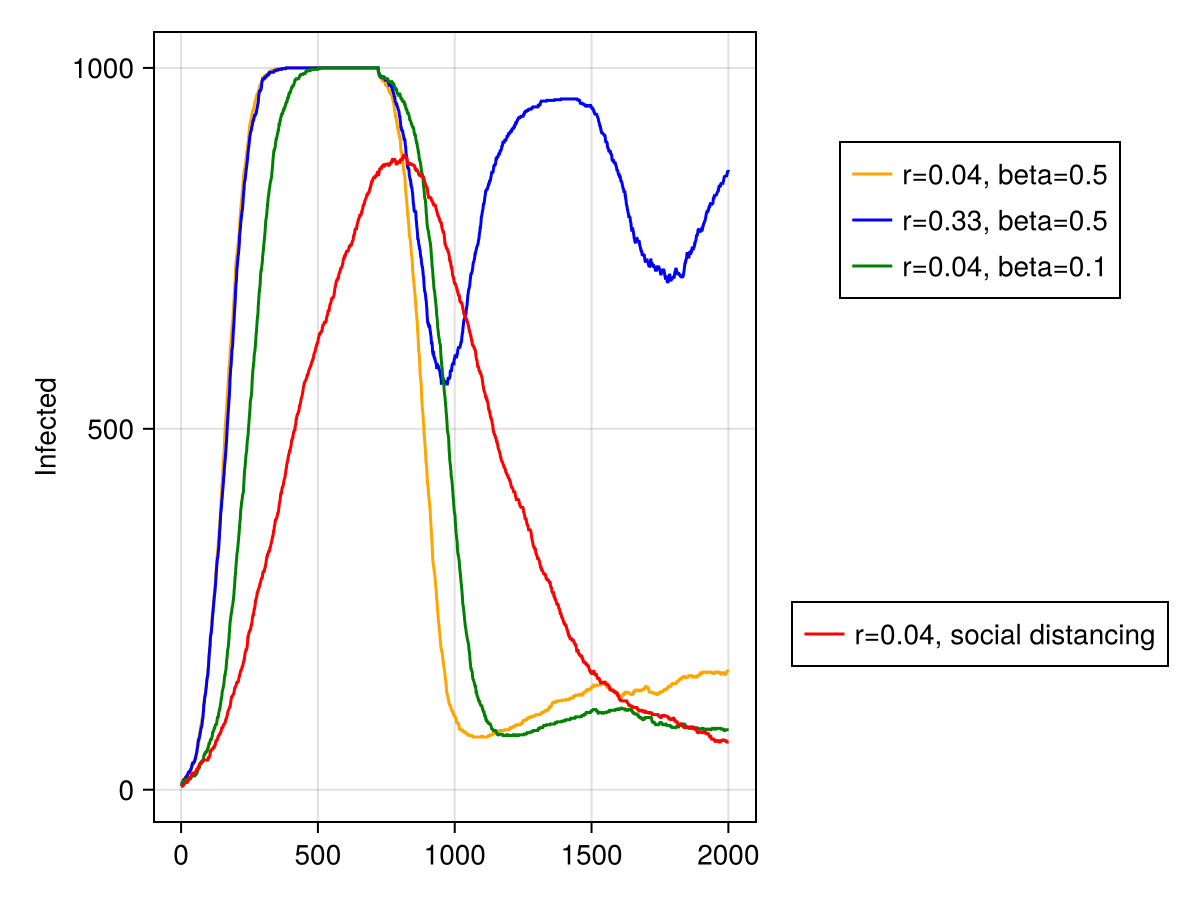 1000
500
0
Infected
0 500 1000 1500 2000
r=0.04, beta=0.5
r=0.33, beta=0.5
r=0.04, beta=0.1
r=0.04, social distancing